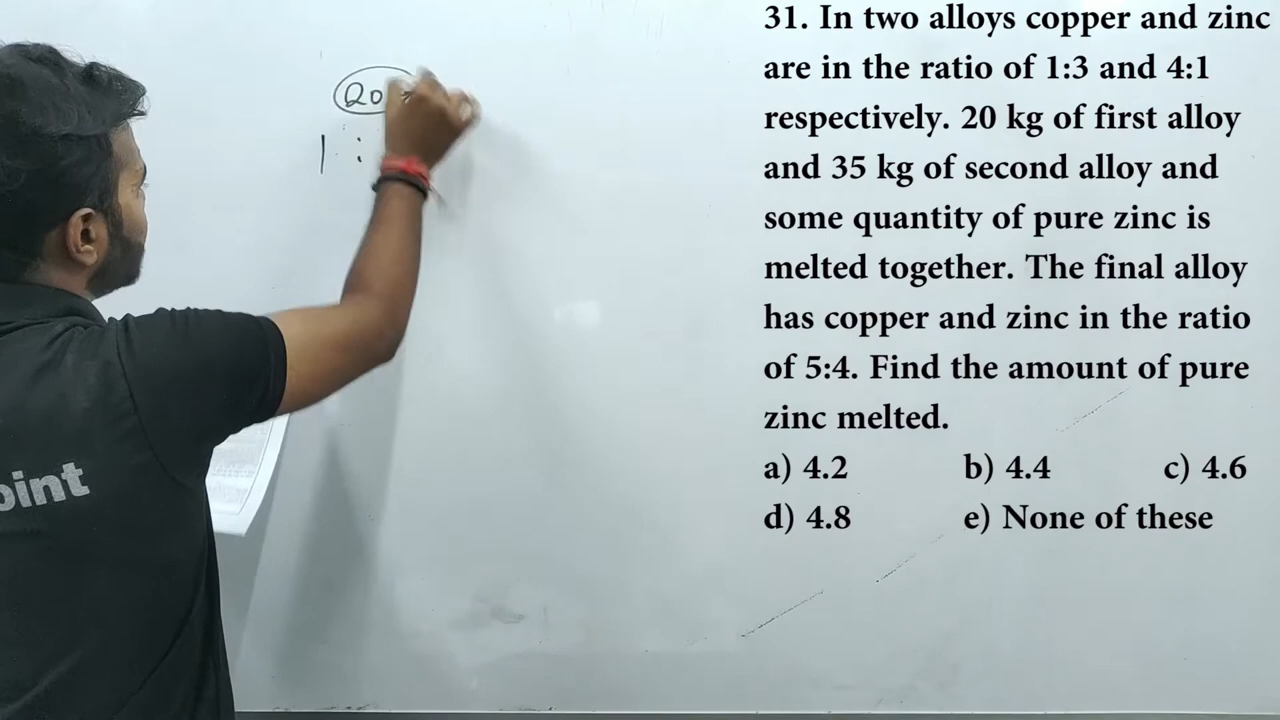 31. In two alloys copper and zinc
are in the ratio of 1:3 and 4:1
respectively. 20 kg of first alloy
and 35 kg of second alloy and
some quantity of pure zinc is
melted together. The final alloy
has copper and zinc in the ratio
of 5:4. Find the amount of pure
zinc melted.
a) 4.2 b) 4.4 c) 4.6
d) 4.8 e) None of these
20
1 :
oint